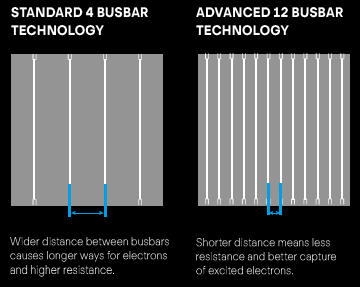 STANDARD 4 BUSBAR
TECHNOLOGY
Wider distance between busbars
causes longer ways for electrons
and higher resistance.
ADVANCED 12 BUSBAR
TECHNOLOGY
Shorter distance means less
resistance and better capture
of excited electrons.